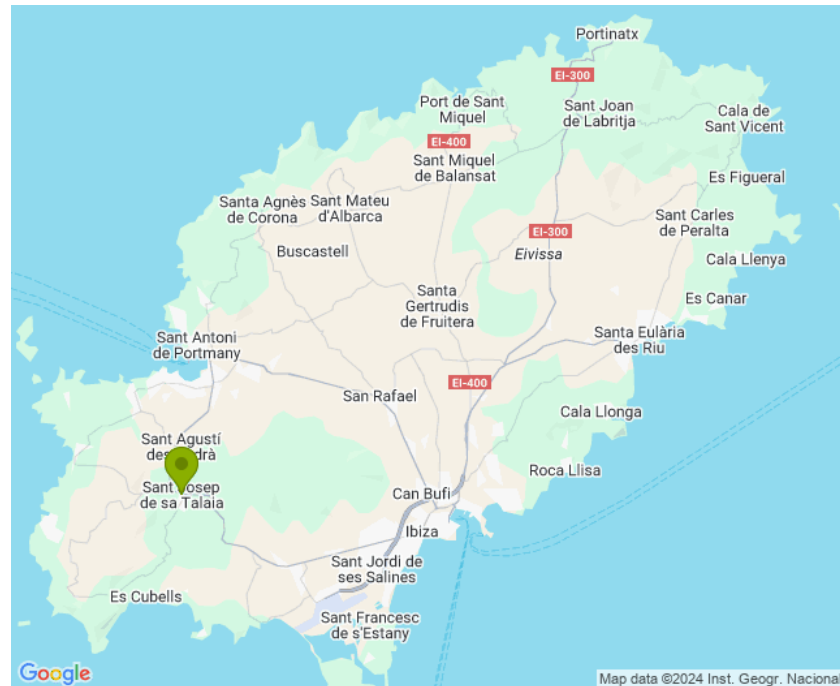 Portinatx
EI-300
Port de Sant
Miquel
Sant Joan
de Labritja
Cala de
Sant Vicent
EI-400
Sant Miquel
de Balansat
Es Figueral
Santa Agnès
de Corona
Sant Mateu
d'Albarca
Sant Carles
de Peralta
EI-300
Buscastell
Eivissa
Cala Llenya
Santa
Gertrudis
de Fruitera
Es Canar
Sant Antoni
de Portmany
Santa Eulària
des Riu
EI-400
San Rafael
Cala Llonga
Sant Agustí
Roca Llisa
Sant Josep
de sa Talaia
Can Bufi
Ibiza
Sant Jordi de
ses Salines
Es Cubells
Sant Francesc
de s'Estany
Google
Map data ©2024 Inst. Geogr. Nacional